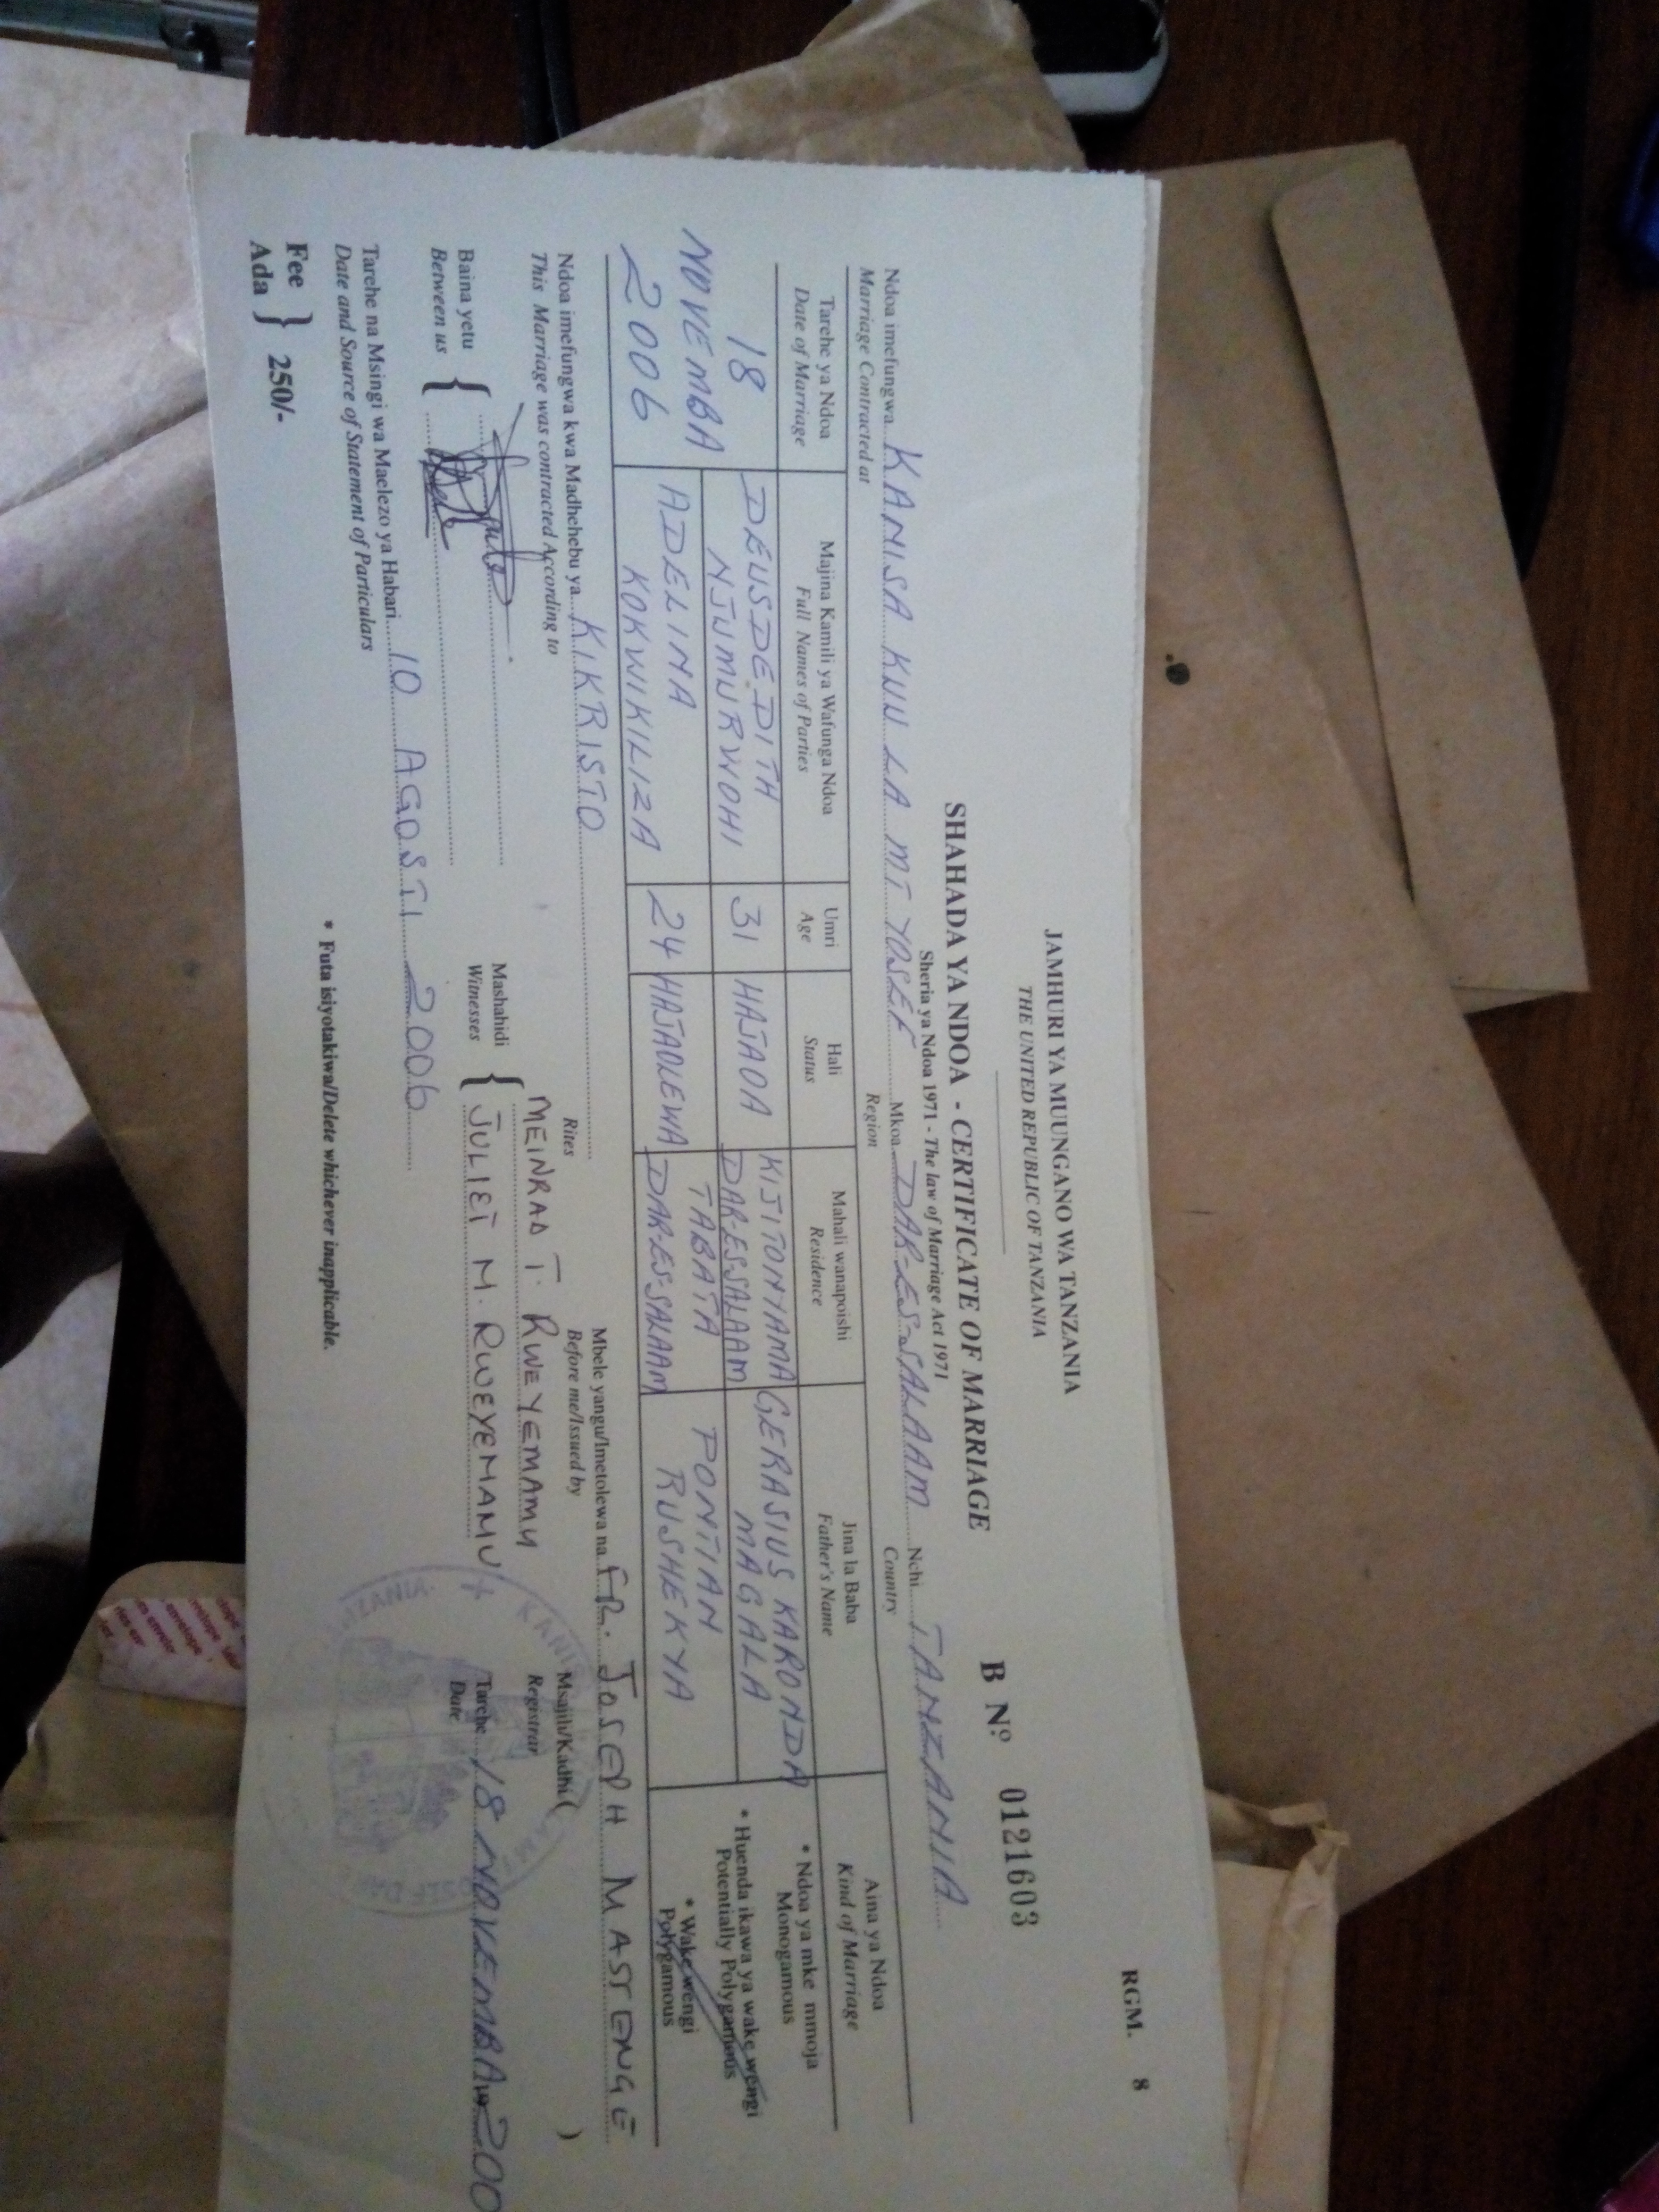 RGM. 8
JAMHURI YA MUUNGANO WA TANZANIA
THE UNITED REPUBLIC OF TANZANIA
B Nº 0121603
SHAHADA YA NDOA - CERTIFICATE OF MARRIAGE
Sheria ya Ndoa 1971 - The law of Marriage Act 1971
Ndoa imefungwa KANISA KUU LA MT YOSEF Mkoa DAR-ES-SALAAM Nchi TANZANIA
Marriage Contracted at Region Country
Tarehe ya Ndoa Majina Kamili ya Wafunga Ndoa Umri Hali Mahali wanapoishi Jina la Baba Aina ya Ndoa
Date of Marriage Full Names of Parties Age Status Residence Father's Name Kind of Marriage
18
NOVEMBA
2006
DEUSDEDITH
NJUMURWOHI
31
HAJAOA
KIJITONYAMA
DAR-ES-SALAAM
GERASIUS KARONDA
MAGALA
ADELINA
KOKWIKILIZA
24
HAJAOLEWA
TABATA
DAR-ES-SALAAM
PONTIAN
RUSHEKYA
* Ndoa ya mke mmoja
Monogamous
* Huenda ikawa ya wake wengi
Potentially Polygamous
* Wake wengi
Polygamous
Ndoa imefungwa kwa Madhehebu ya KIKRISTO
This Marriage was contracted According to Rites
Mbele yangu/Imetolewa na FR. JOSEPH MASENGE
Before me/Issued by
Msajili/Kadhi ( )
Registrar
Baina yetu
Between us
Mashahidi
Witnesses
MEINRAD T. RWEYEMAMU
JULIET M. RWEYEMAMU
Tarehe 18 NOVEMBA 200
Date
Tarehe na Msingi wa Maelezo ya Habari 10 AGOSTI 2006
Date and Source of Statement of Particulars
Fee
Ada } 250/-
* Futa isiyotakiwa/Delete whichever inapplicable.